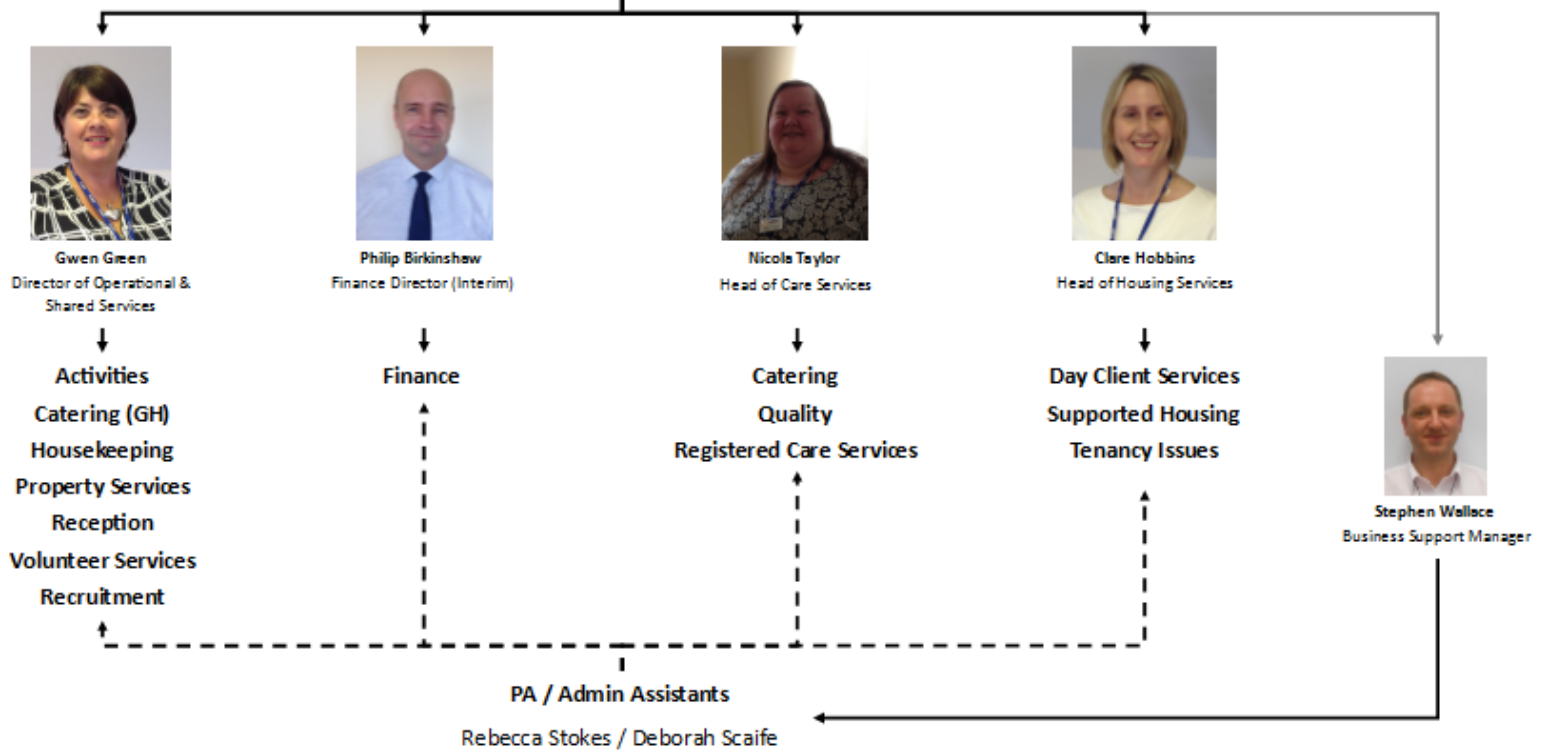 Gwen Green
Director of Operational &
Shared Services
Philip Birkinshaw
Finance Director (Interim)
Nicola Taylor
Head of Care Services
Clare Hobbins
Head of Housing Services
Activities
Catering (GH)
Housekeeping
Property Services
Reception
Volunteer Services
Recruitment
Finance
Catering
Quality
Registered Care Services
Day Client Services
Supported Housing
Tenancy Issues
Stephen Wallace
Business Support Manager
PA / Admin Assistants
Rebecca Stokes / Deborah Scaife